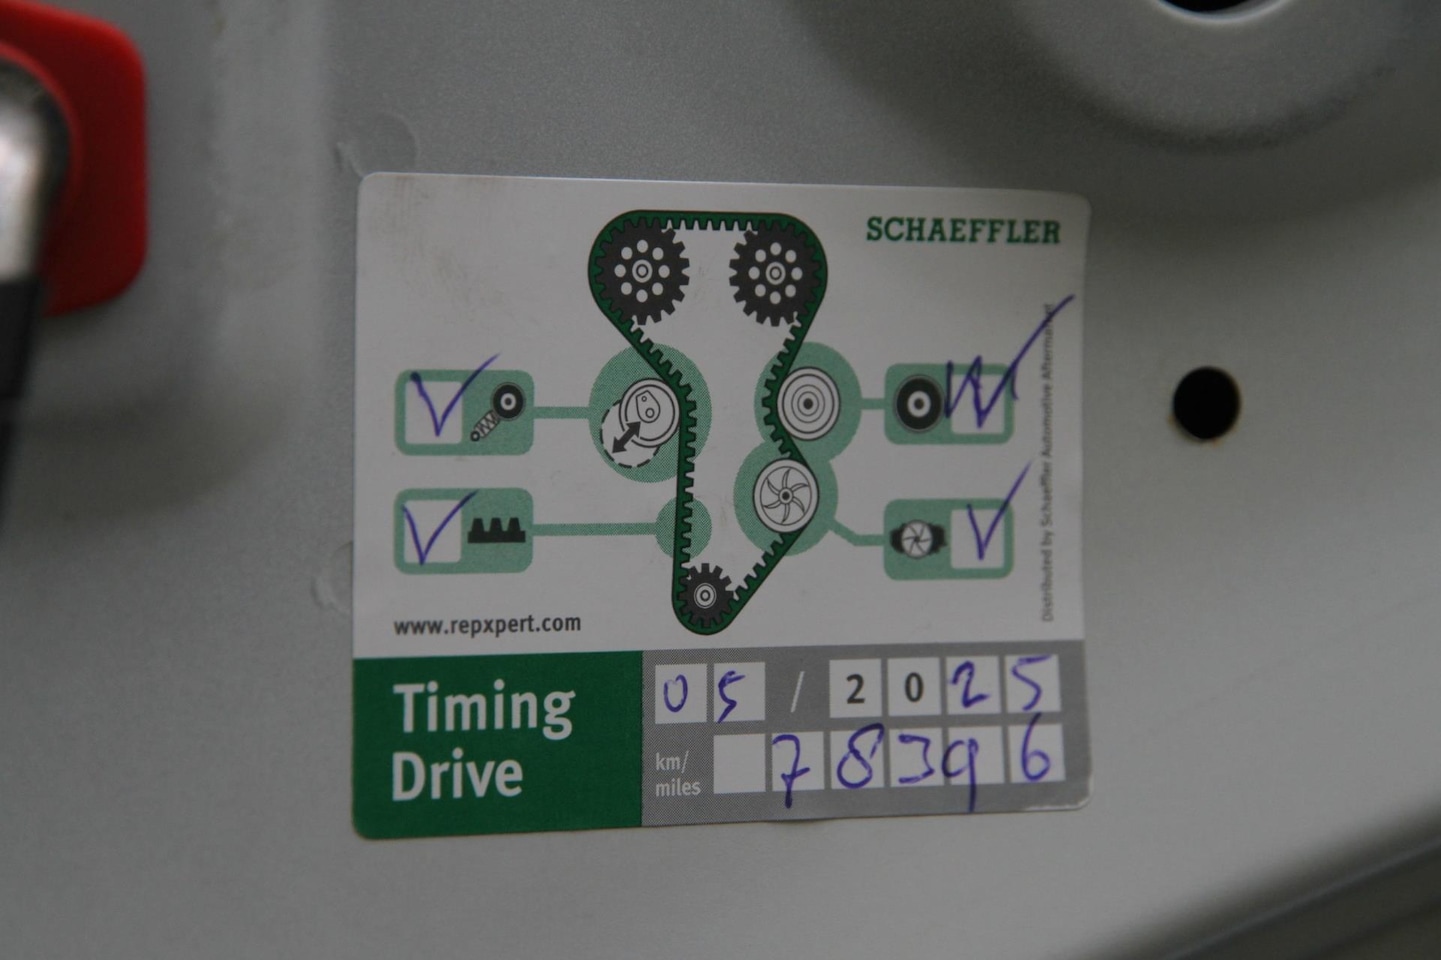 SCHAEFFLER
Distributed by Schaeffler Automotive Aftermarket
www.repxpert.com
Timing
Drive
05 / 2025
km/
miles
78396